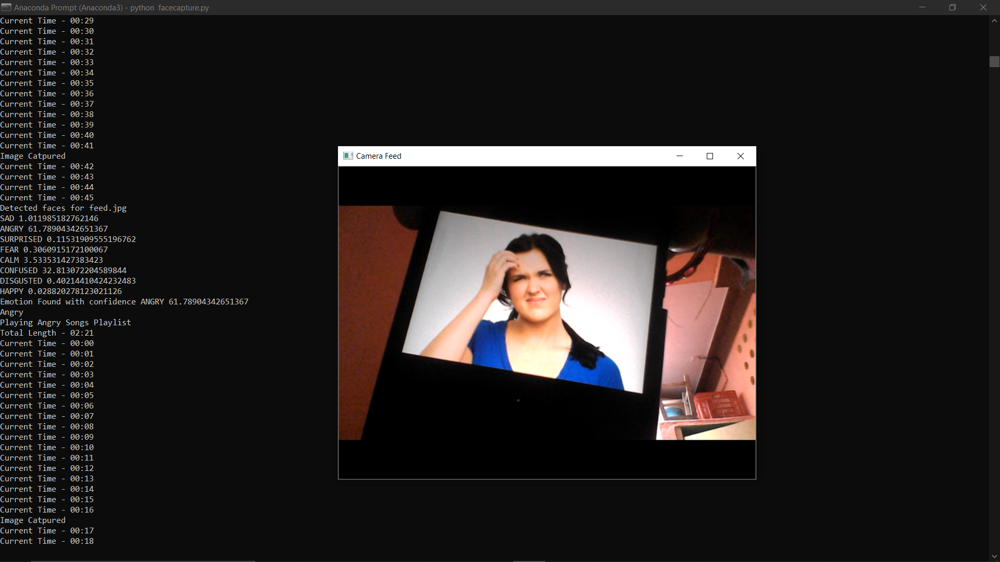 Anaconda Prompt (Anaconda3) - python  facecapture.py
Current Time - 00:29
Current Time - 00:30
Current Time - 00:31
Current Time - 00:32
Current Time - 00:33
Current Time - 00:34
Current Time - 00:35
Current Time - 00:36
Current Time - 00:37
Current Time - 00:38
Current Time - 00:39
Current Time - 00:40
Current Time - 00:41
Image Catpured
Current Time - 00:42
Current Time - 00:43
Current Time - 00:44
Current Time - 00:45
Detected faces for feed.jpg
SAD 1.011985182762146
ANGRY 61.78904342651367
SURPRISED 0.11531909555196762
FEAR 0.3060915172100067
CALM 3.533531427383423
CONFUSED 32.813072204589844
DISGUSTED 0.40214410424232483
HAPPY 0.028820278123021126
Emotion Found with confidence ANGRY 61.78904342651367
Angry
Playing Angry Songs Playlist
Total Length - 02:21
Current Time - 00:00
Current Time - 00:01
Current Time - 00:02
Current Time - 00:03
Current Time - 00:04
Current Time - 00:05
Current Time - 00:06
Current Time - 00:07
Current Time - 00:08
Current Time - 00:09
Current Time - 00:10
Current Time - 00:11
Current Time - 00:12
Current Time - 00:13
Current Time - 00:14
Current Time - 00:15
Current Time - 00:16
Image Catpured
Current Time - 00:17
Current Time - 00:18
Camera Feed